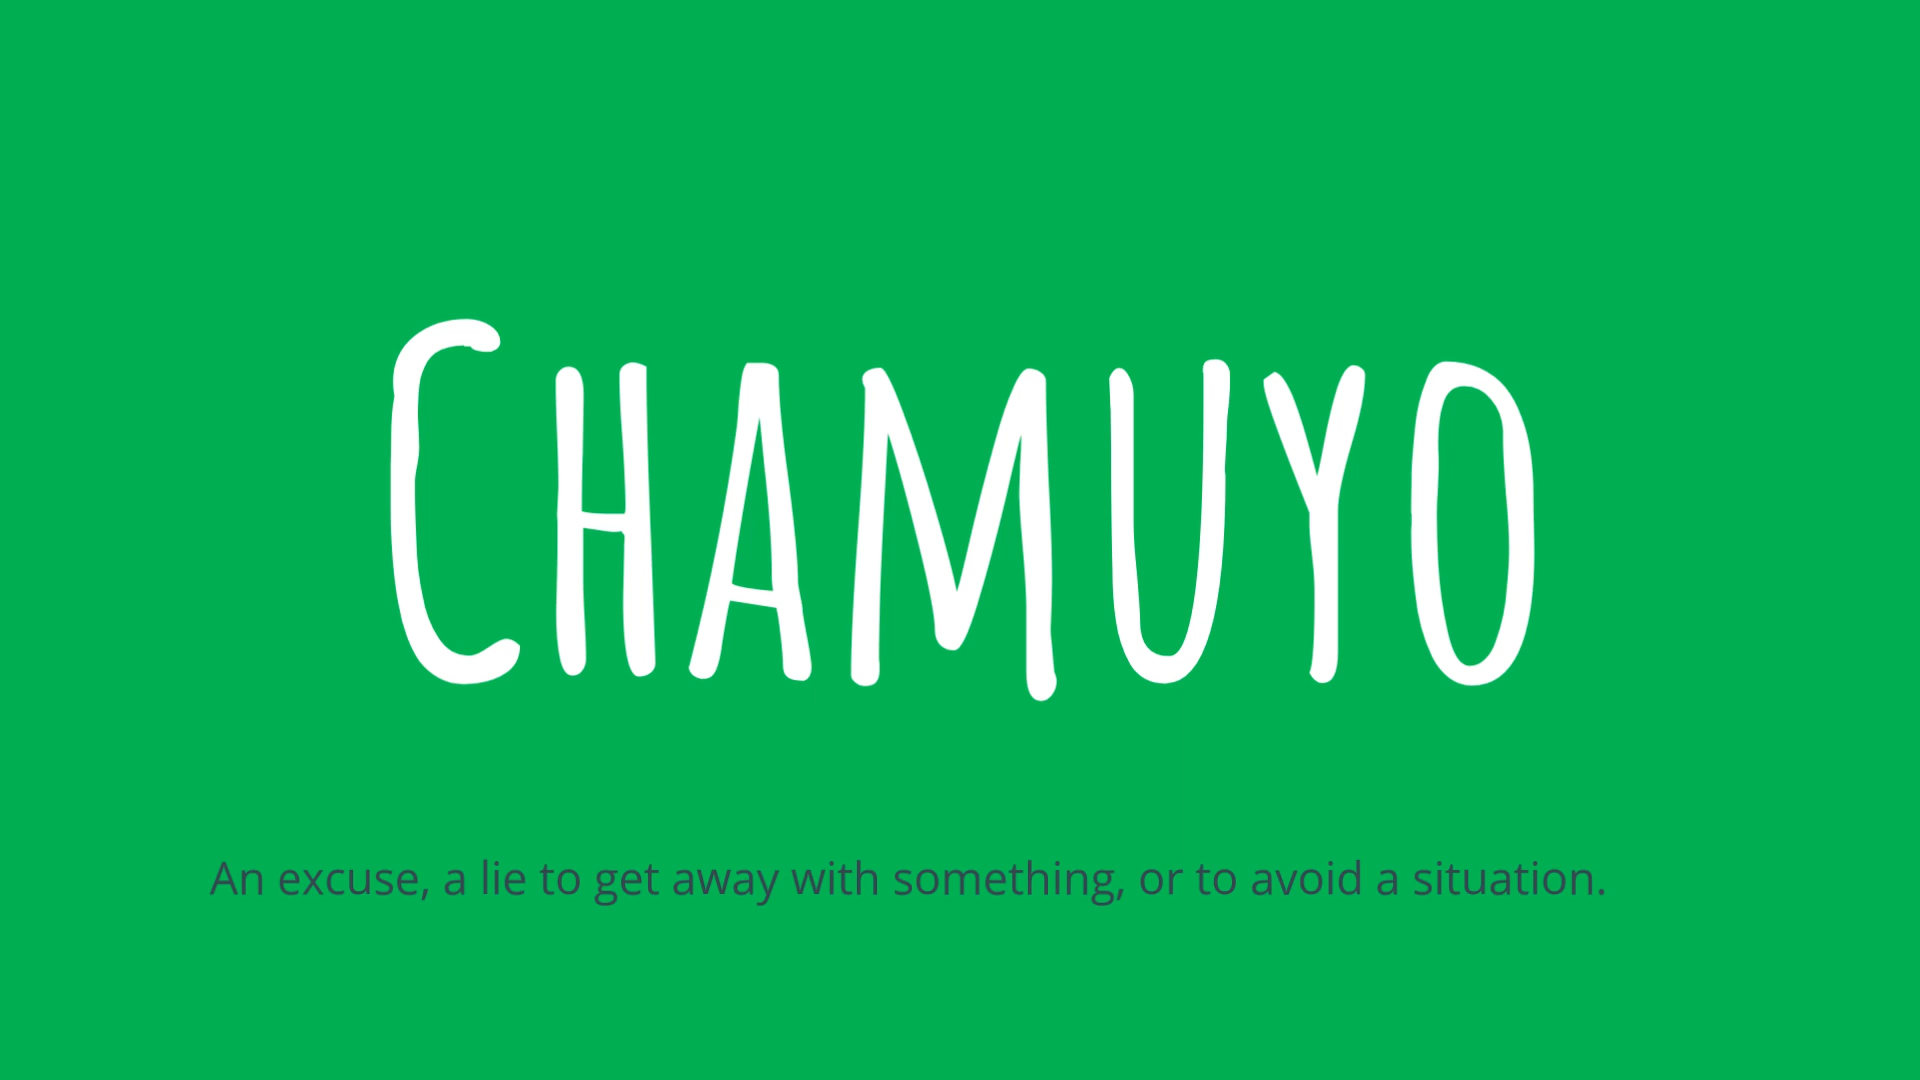 CHAMUYO
An excuse, a lie to get away with something, or to avoid a situation.